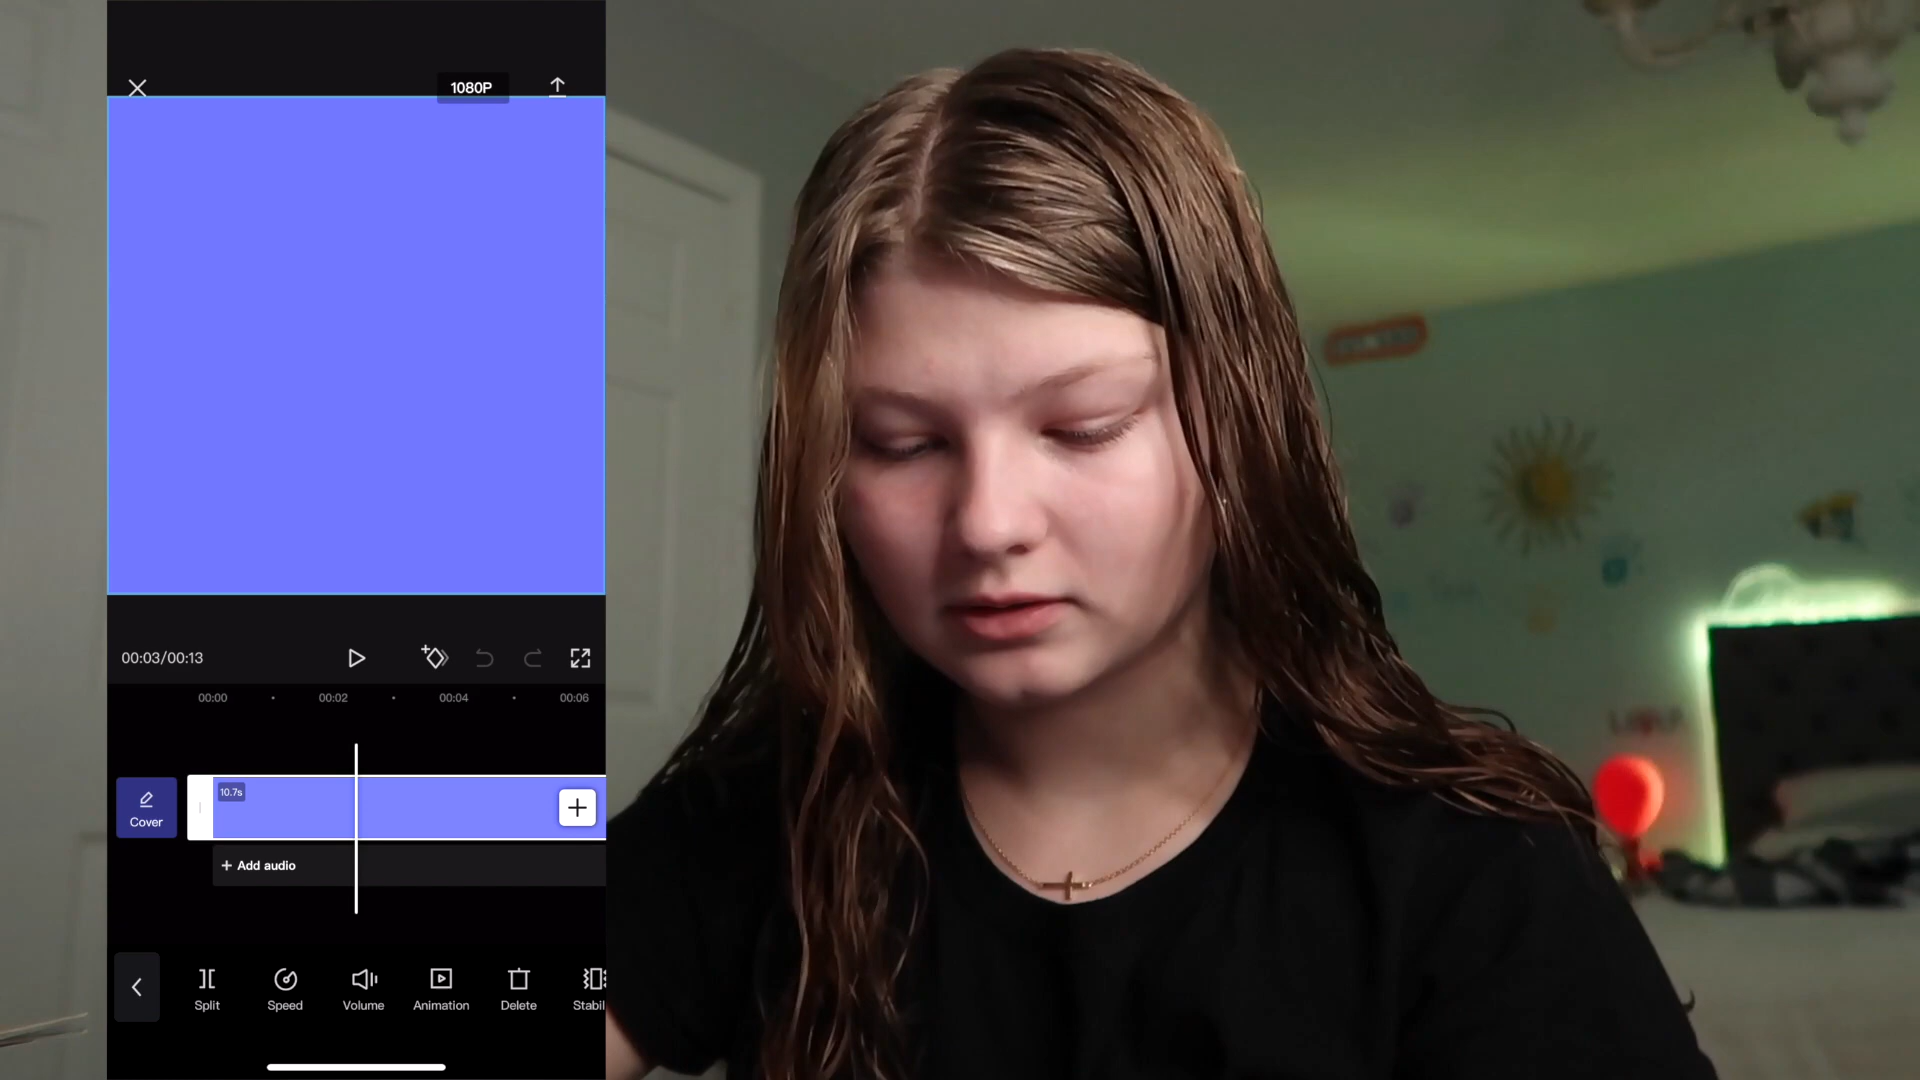 1080P
00:03/00:13
00:00 00:02 00:04 00:06
10.7s
Cover
+ Add audio
Split Speed Volume Animation Delete Stabil